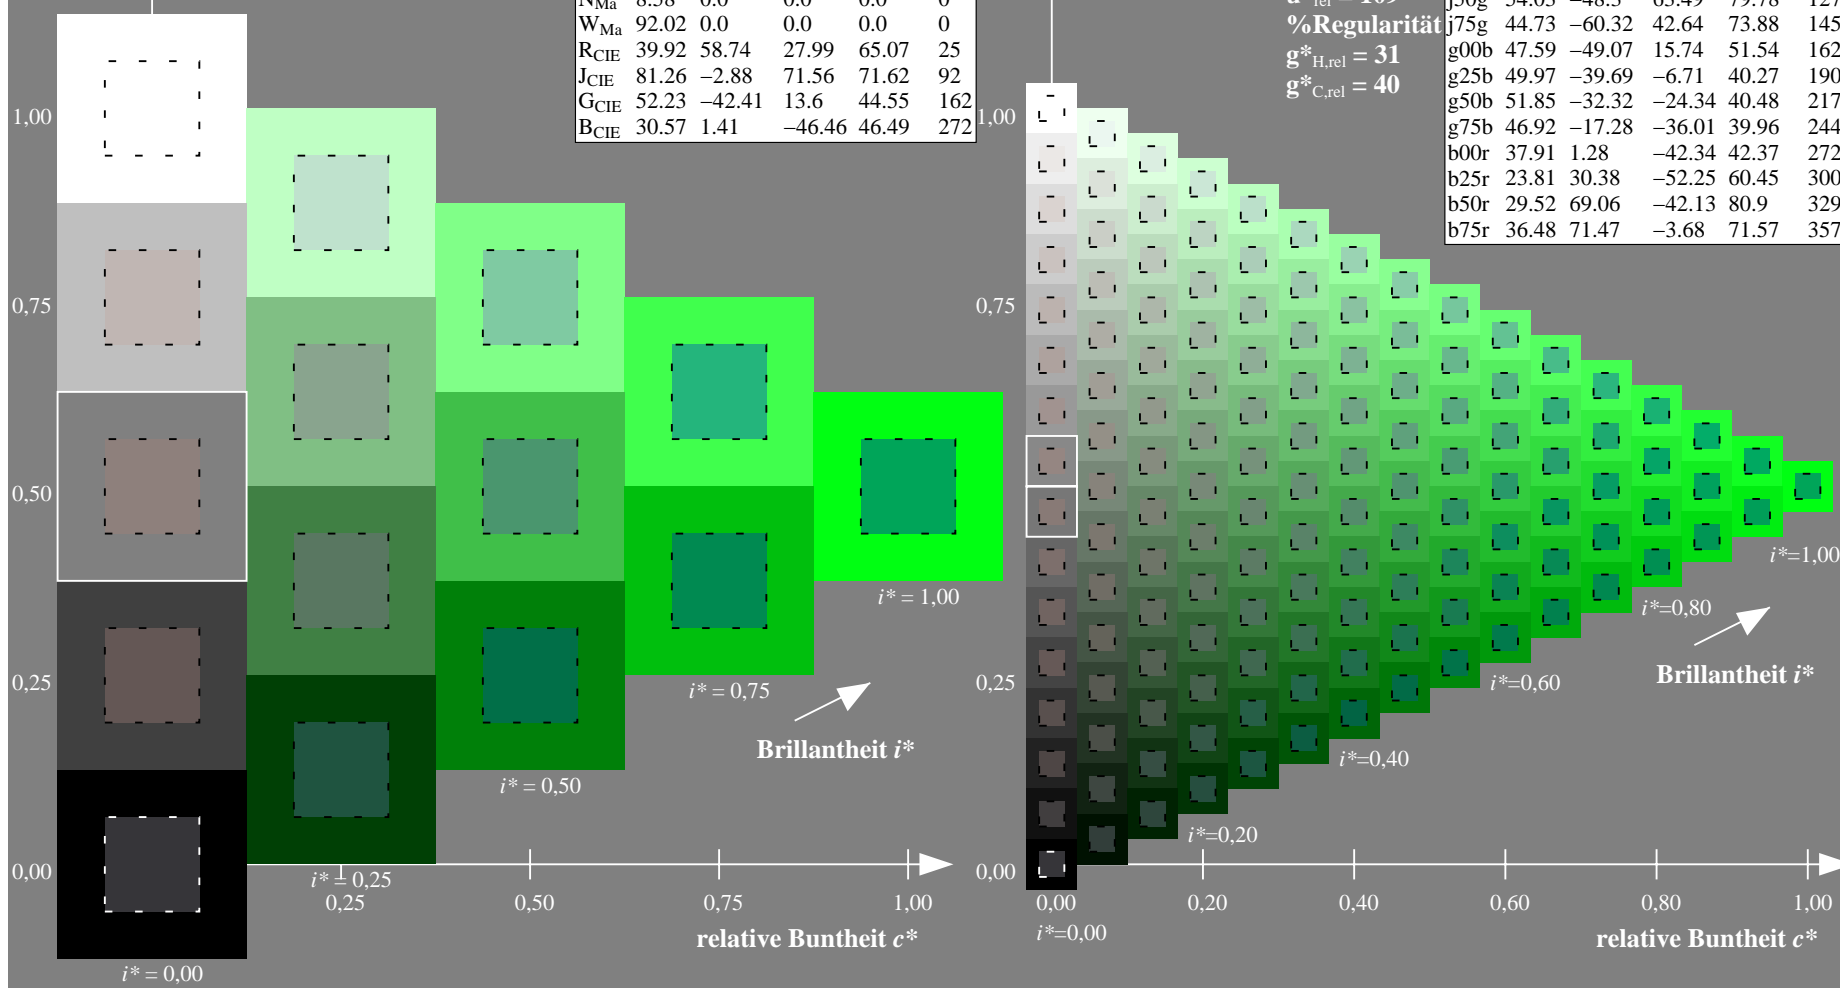 N_Ma 8.58 0.0 0.0 0.0 0
W_Ma 92.02 0.0 0.0 0.0 0
R_CIE 39.92 58.74 27.99 65.07 25
J_CIE 81.26 −2.88 71.56 71.62 92
G_CIE 52.23 −42.41 13.6 44.55 162
B_CIE 30.57 1.41 −46.46 46.49 272
%Regularität
g*_H,rel = 31
g*_C,rel = 40
j75g 44.73 −60.32 42.64 73.88 145
g00b 47.59 −49.07 15.74 51.54 162
g25b 49.97 −39.69 −6.71 40.27 190
g50b 51.85 −32.32 −24.34 40.48 217
g75b 46.92 −17.28 −36.01 39.96 244
b00r 37.91 1.28 −42.34 42.37 272
b25r 23.81 30.38 −52.25 60.45 300
b50r 29.52 69.06 −42.13 80.9 329
b75r 36.48 71.47 −3.68 71.57 357
1,00
0,75
0,50
0,25
0,00
i* = 1,00
i* = 0,75
Brillantheit i*
i* = 0,50
i* = 0,25
0,25 0,50 0,75 1,00
relative Buntheit c*
i* = 0,00
1,00
0,75
0,25
0,00
i*=1,00
i*=0,80
Brillantheit i*
i*=0,60
i*=0,40
i*=0,20
0,00 0,20 0,40 0,60 0,80 1,00
i*=0,00
relative Buntheit c*